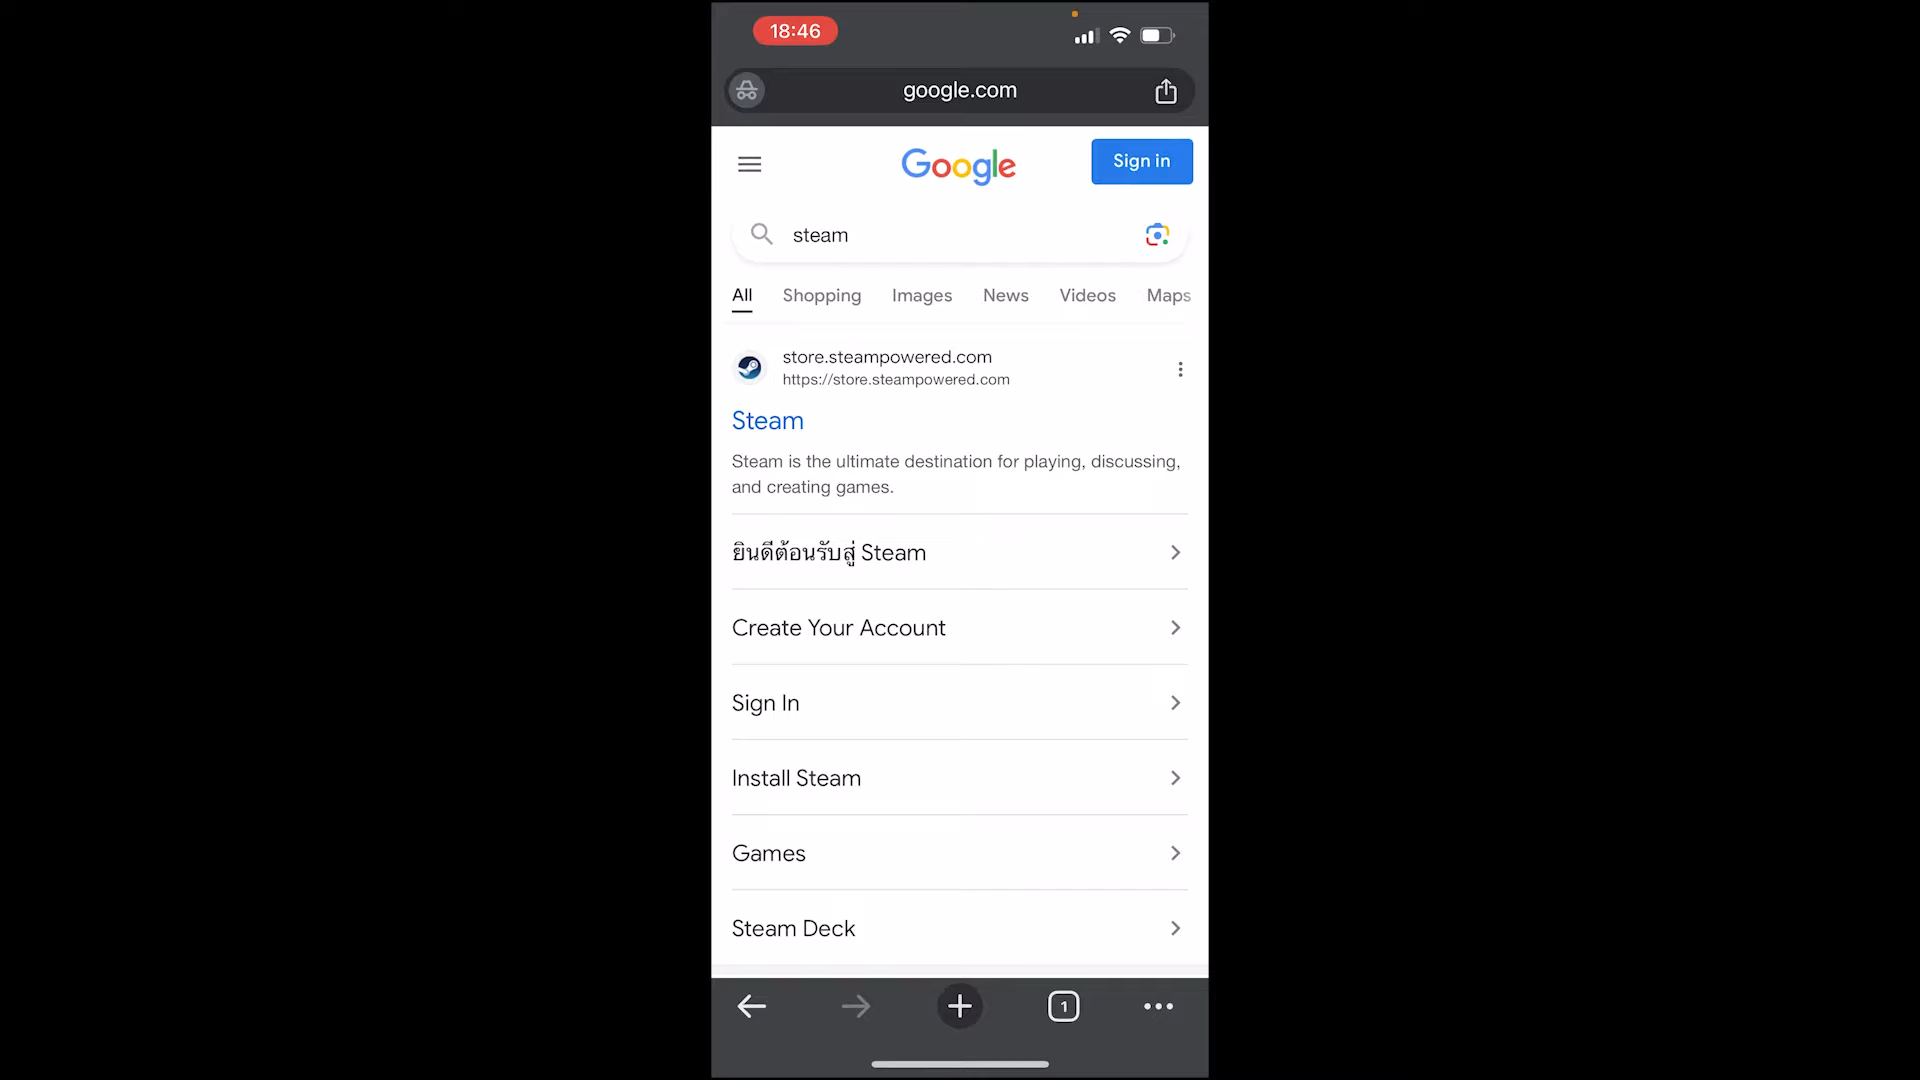 18:46
google.com
Google
Sign in
steam
All Shopping Images News Videos Maps
store.steampowered.com
https://store.steampowered.com
Steam
Steam is the ultimate destination for playing, discussing,
and creating games.
ยินดีต้อนรับสู่ Steam
Create Your Account
Sign In
Install Steam
Games
Steam Deck
1